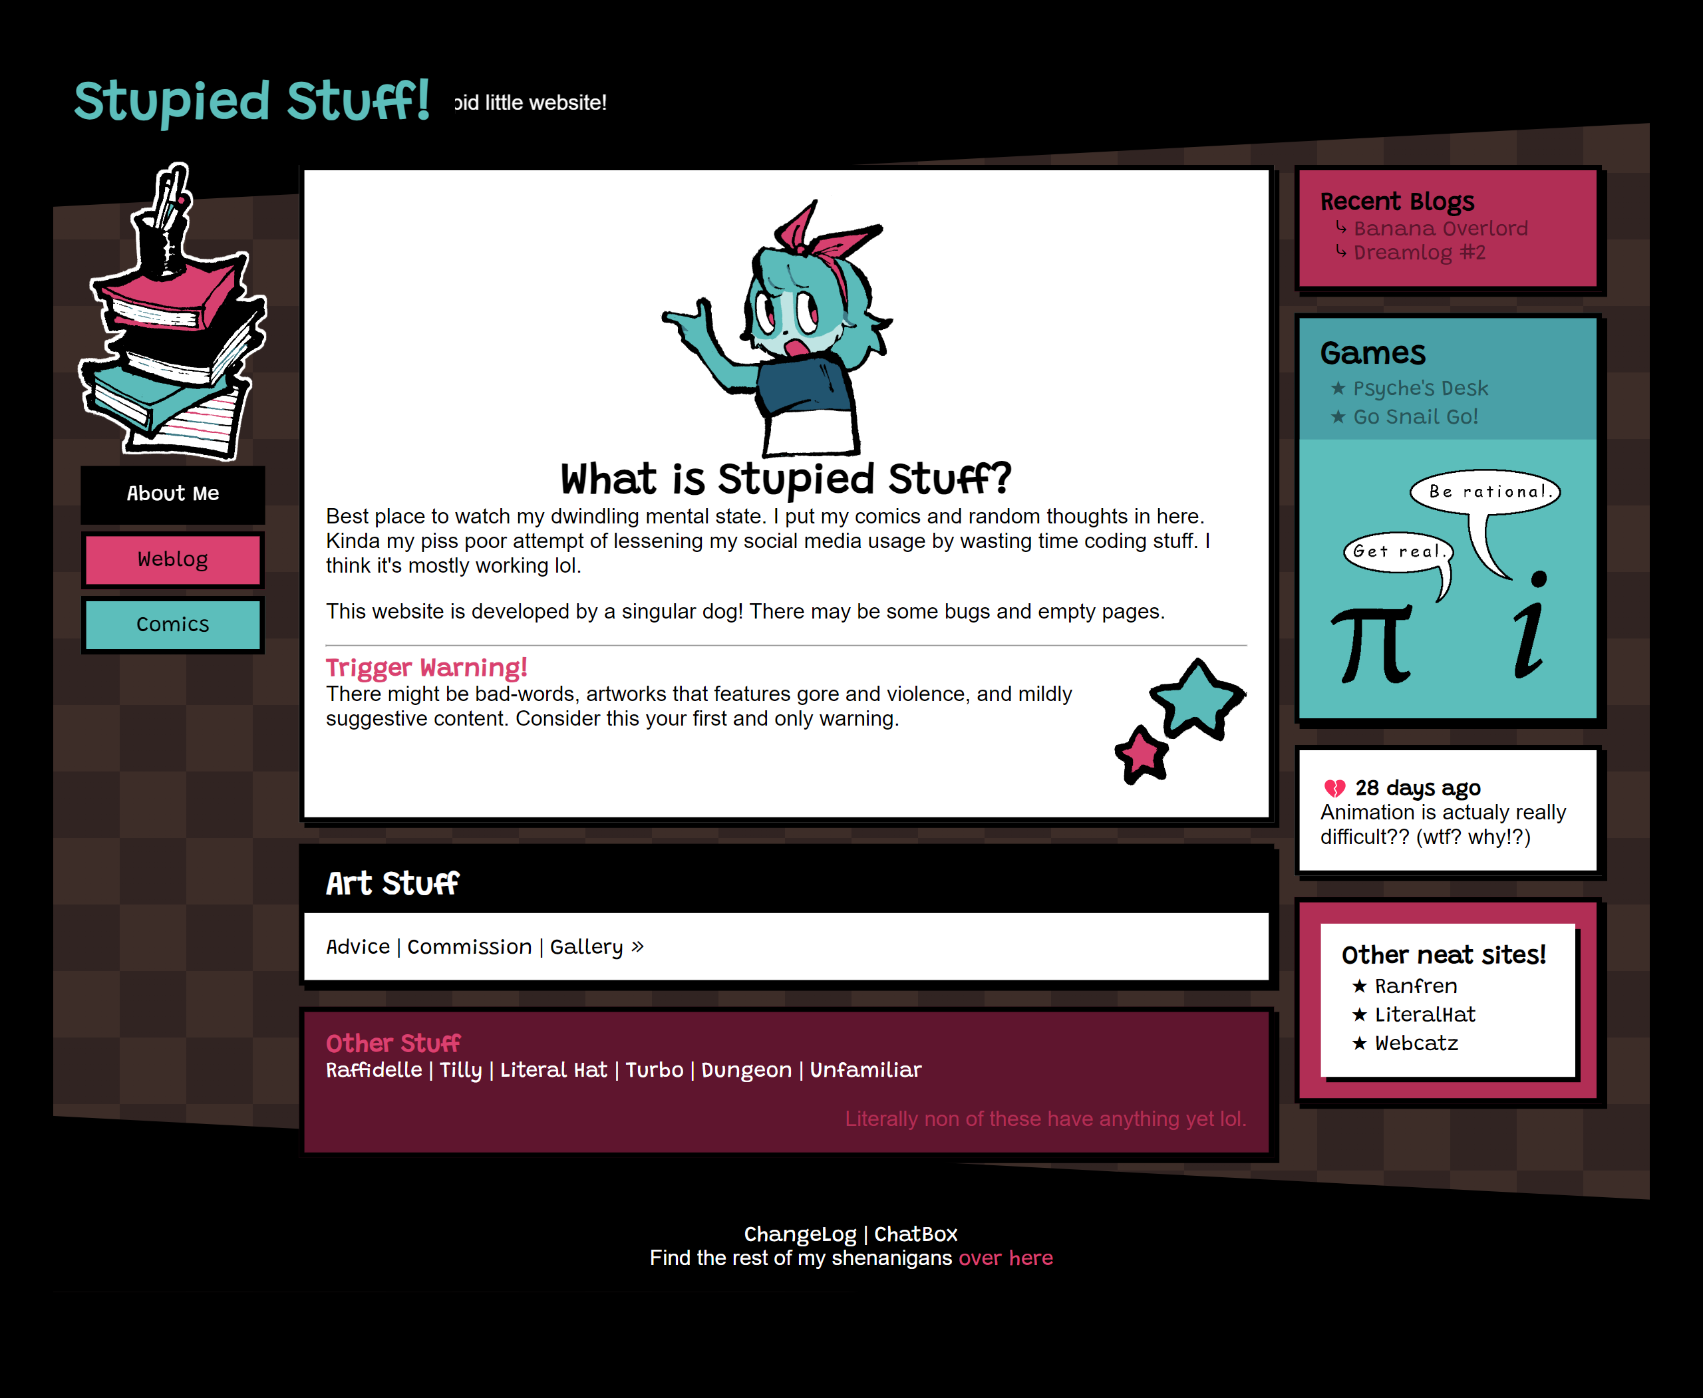 Stupied Stuff!
little website!
About Me
Weblog
Comics
What is Stupied Stuff?
Best place to watch my dwindling mental state. I put my comics and random thoughts in here.
Kinda my piss poor attempt of lessening my social media usage by wasting time coding stuff. I
think it's mostly working lol.
This website is developed by a singular dog! There may be some bugs and empty pages.
Trigger Warning!
There might be bad-words, artworks that features gore and violence, and mildly
suggestive content. Consider this your first and only warning.
Art Stuff
Advice | Commission | Gallery »
Other Stuff
Raffidelle | Tilly | Literal Hat | Turbo | Dungeon | Unfamiliar
Literally non of these have anything yet lol.
Recent Blogs
↳ Banana Overlord
↳ Dreamlog #2
Games
★ Psyche's Desk
★ Go Snail Go!
Be rational.
Get real.
π i
💔 28 days ago
Animation is actualy really
difficult?? (wtf? why!?)
Other neat sites!
★ Ranfren
★ LiteralHat
★ Webcatz
ChangeLog | ChatBox
Find the rest of my shenanigans over here